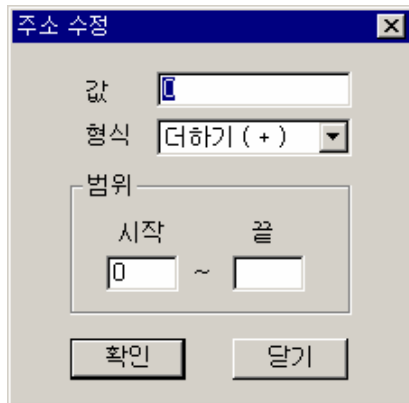 주소 수정
값 0
형식 더하기 ( + )
범위
시작 끝
0 ~
확인 닫기